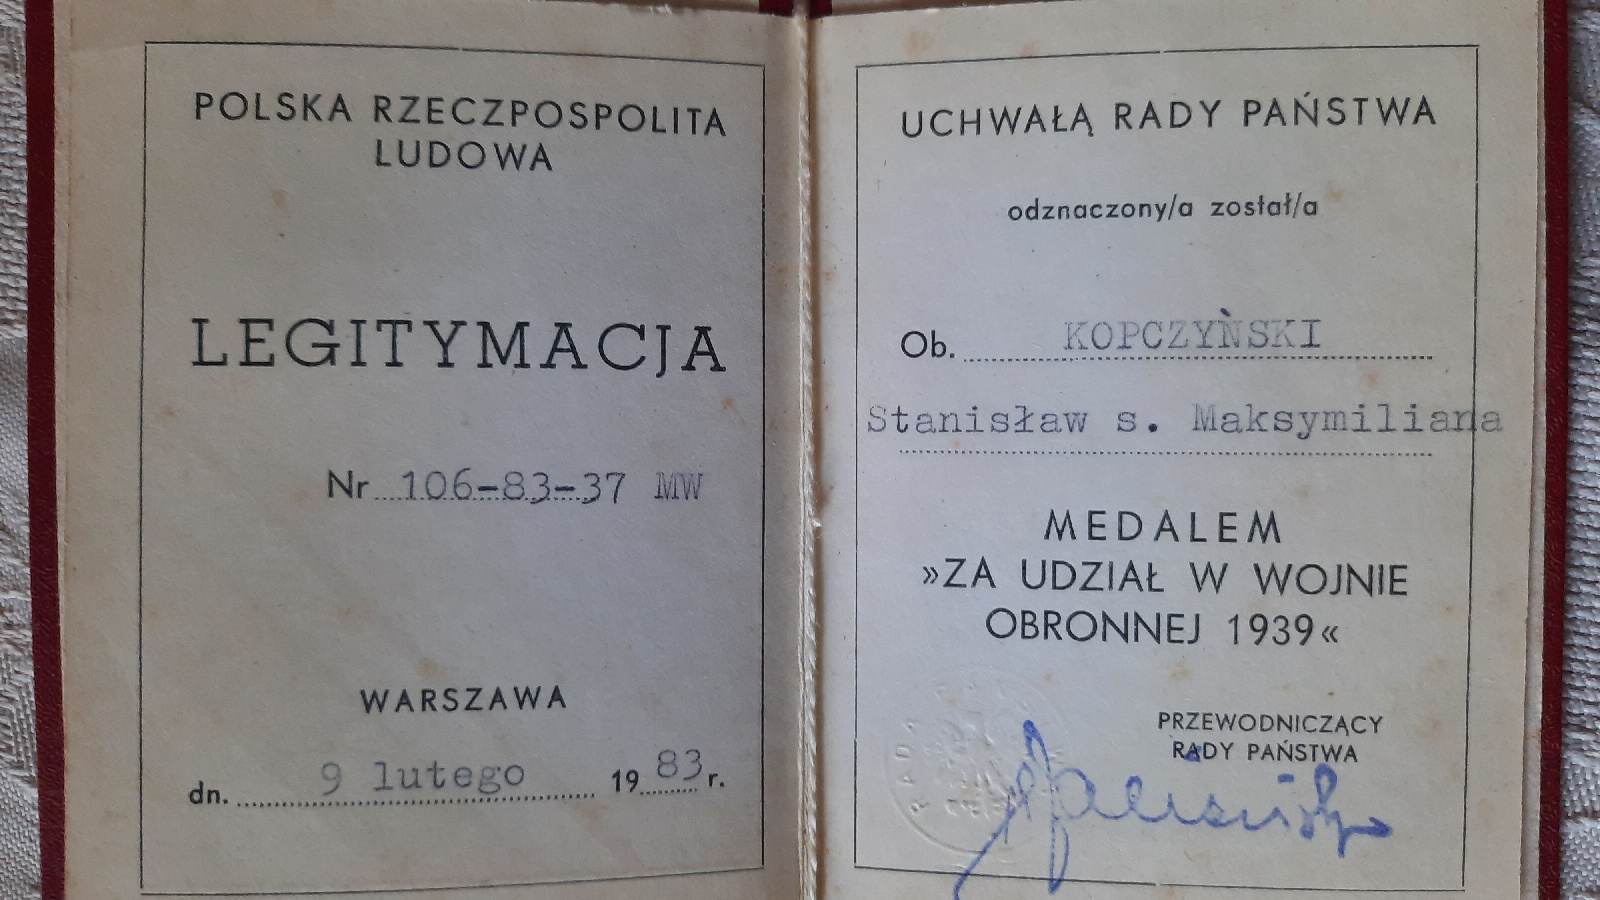 POLSKA RZECZPOSPOLITA
LUDOWA
LEGITYMACJA
Nr 106-83-37 MW
WARSZAWA
dn. 9 lutego 1983 r.
UCHWAŁĄ RADY PAŃSTWA
odznaczony/a został/a
Ob. KOPCZYŃSKI
Stanisław s. Maksymiliana
MEDALEM
»ZA UDZIAŁ W WOJNIE
OBRONNEJ 1939«
PRZEWODNICZĄCY
RADY PAŃSTWA
RADA